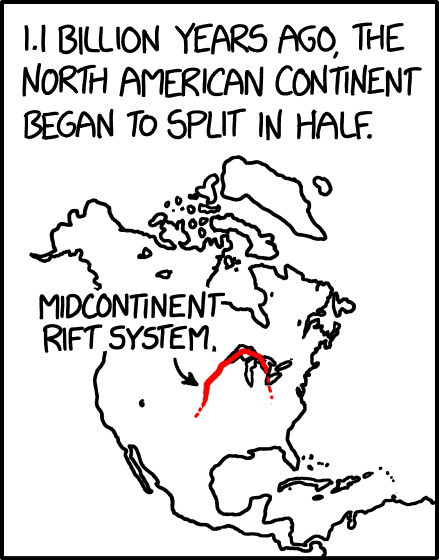 1.1 BILLION YEARS AGO, THE
NORTH AMERICAN CONTINENT
BEGAN TO SPLIT IN HALF.
MIDCONTINENT
RIFT SYSTEM.